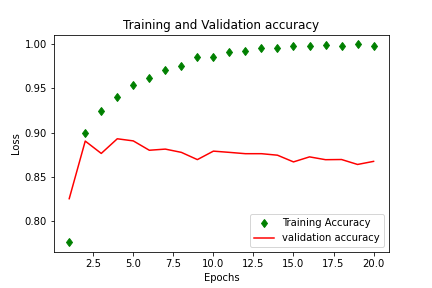 Training and Validation accuracy
1.00
0.95
0.90
0.85
0.80
Loss
Training Accuracy
validation accuracy
2.5 5.0 7.5 10.0 12.5 15.0 17.5 20.0
Epochs